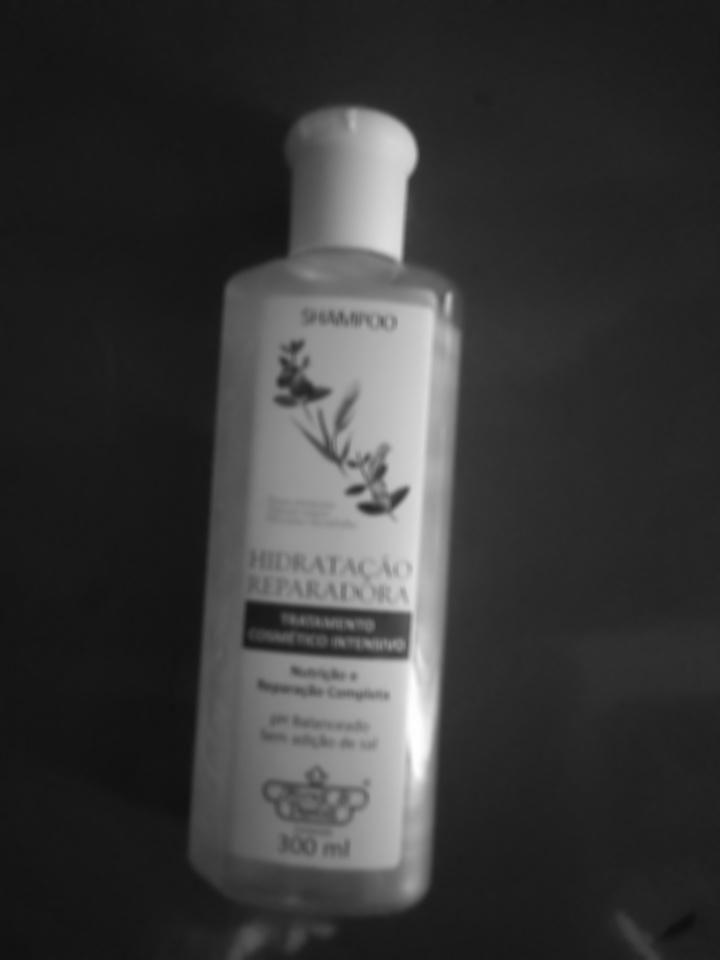 SHAMPOO
HIDRATAÇÃO
REPARADORA
TRATAMENTO
COSMÉTICO INTENSIVO
Nutrição e
Reparação Completa
pH Balanceado
Sem adição de sal
300 ml